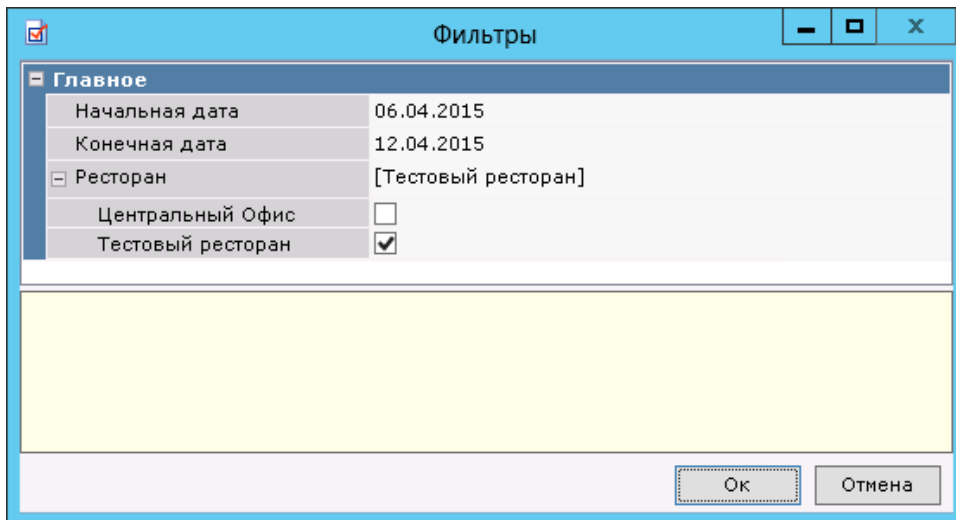 Фильтры
Главное
Начальная дата 06.04.2015
Конечная дата 12.04.2015
Ресторан [Тестовый ресторан]
Центральный Офис
Тестовый ресторан
Ок Отмена